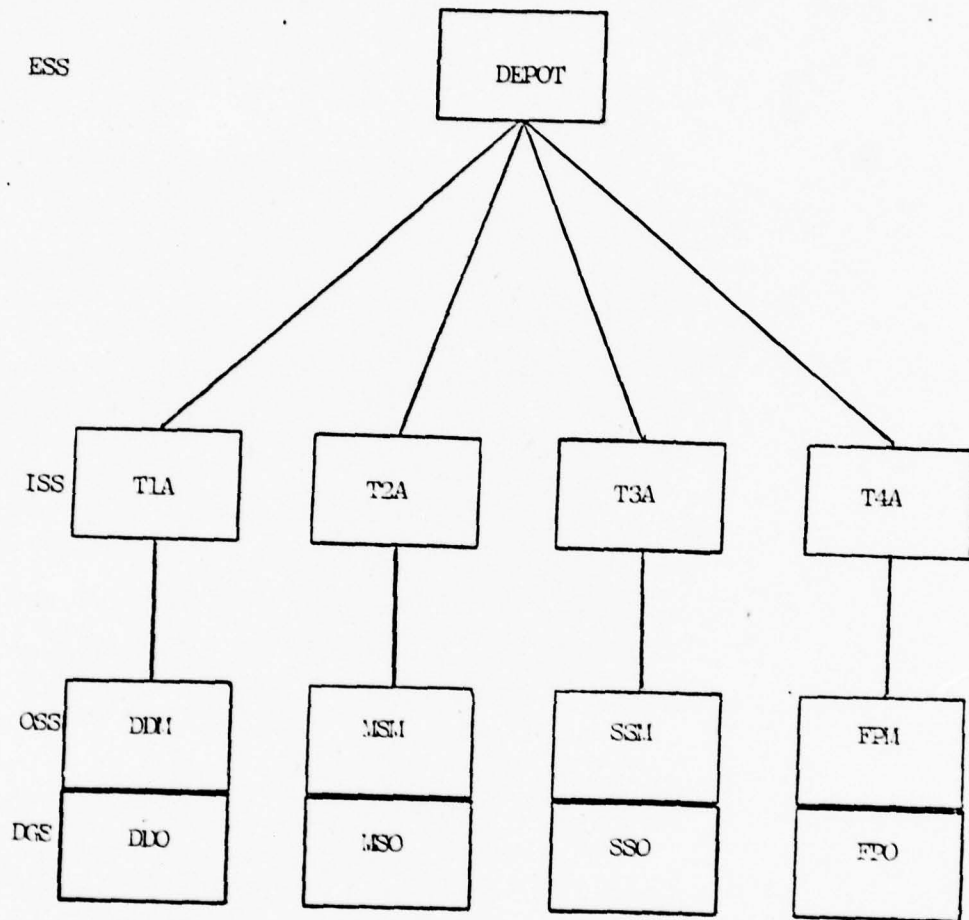 ESS
DEPOT
ISS T1A T2A T3A T4A
OSS DDM MSM SSM FPM
DGS DDO MSO SSO FPO